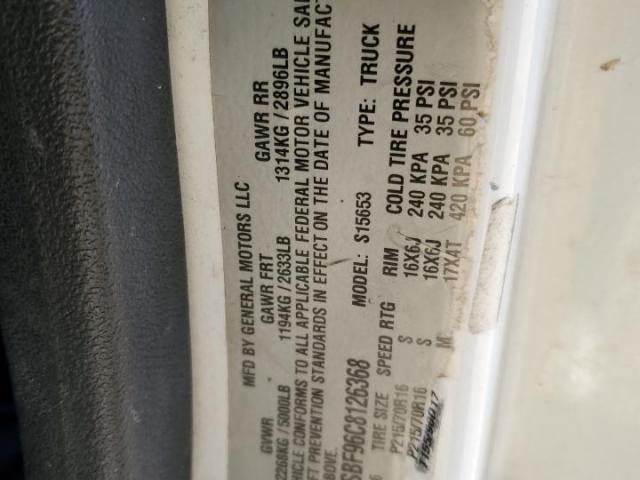 MFD BY GENERAL MOTORS LLC
GVWR GAWR FRT GAWR RR
2268KG / 5000LB 1194KG / 2633LB 1314KG / 2896LB
HICLE CONFORMS TO ALL APPLICABLE FEDERAL MOTOR VEHICLE SA
FT PREVENTION STANDARDS IN EFFECT ON THE DATE OF MANUFAC
ABOVE.
SBF96C8126368 MODEL: S15653 TYPE: TRUCK
TIRE SIZE SPEED RTG RIM COLD TIRE PRESSURE
P215/70R16 S 16X6J 240 KPA 35 PSI
P215/70R16 S 16X6J 240 KPA 35 PSI
M 17X4T 420 KPA 60 PSI